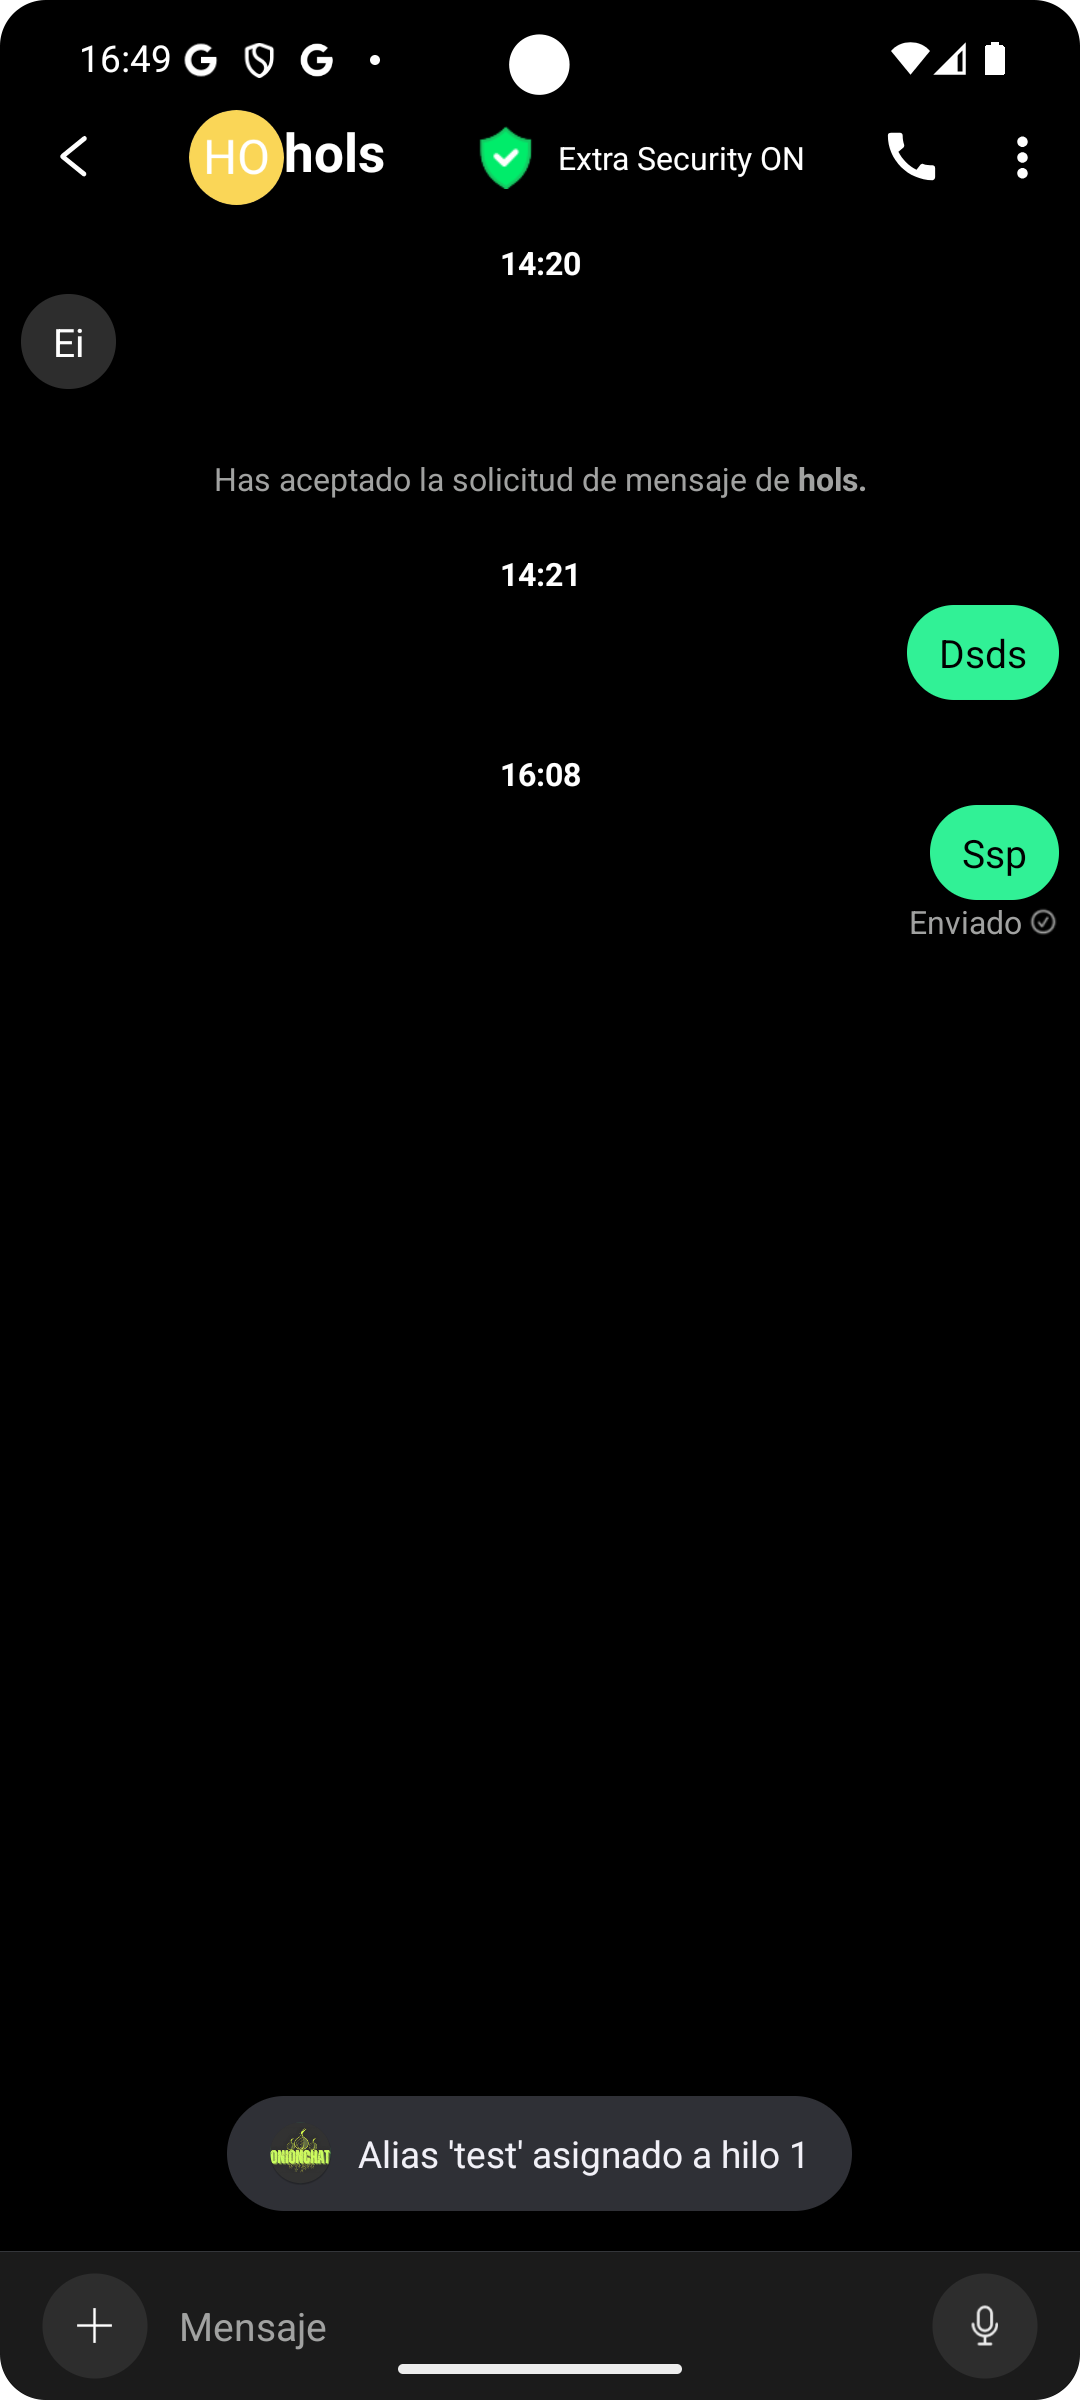 16:49
HO hols
Extra Security ON
14:20
Ei
Has aceptado la solicitud de mensaje de hols.
14:21
Dsds
16:08
Ssp
Enviado
ONIONCHAT
Alias 'test' asignado a hilo 1
Mensaje